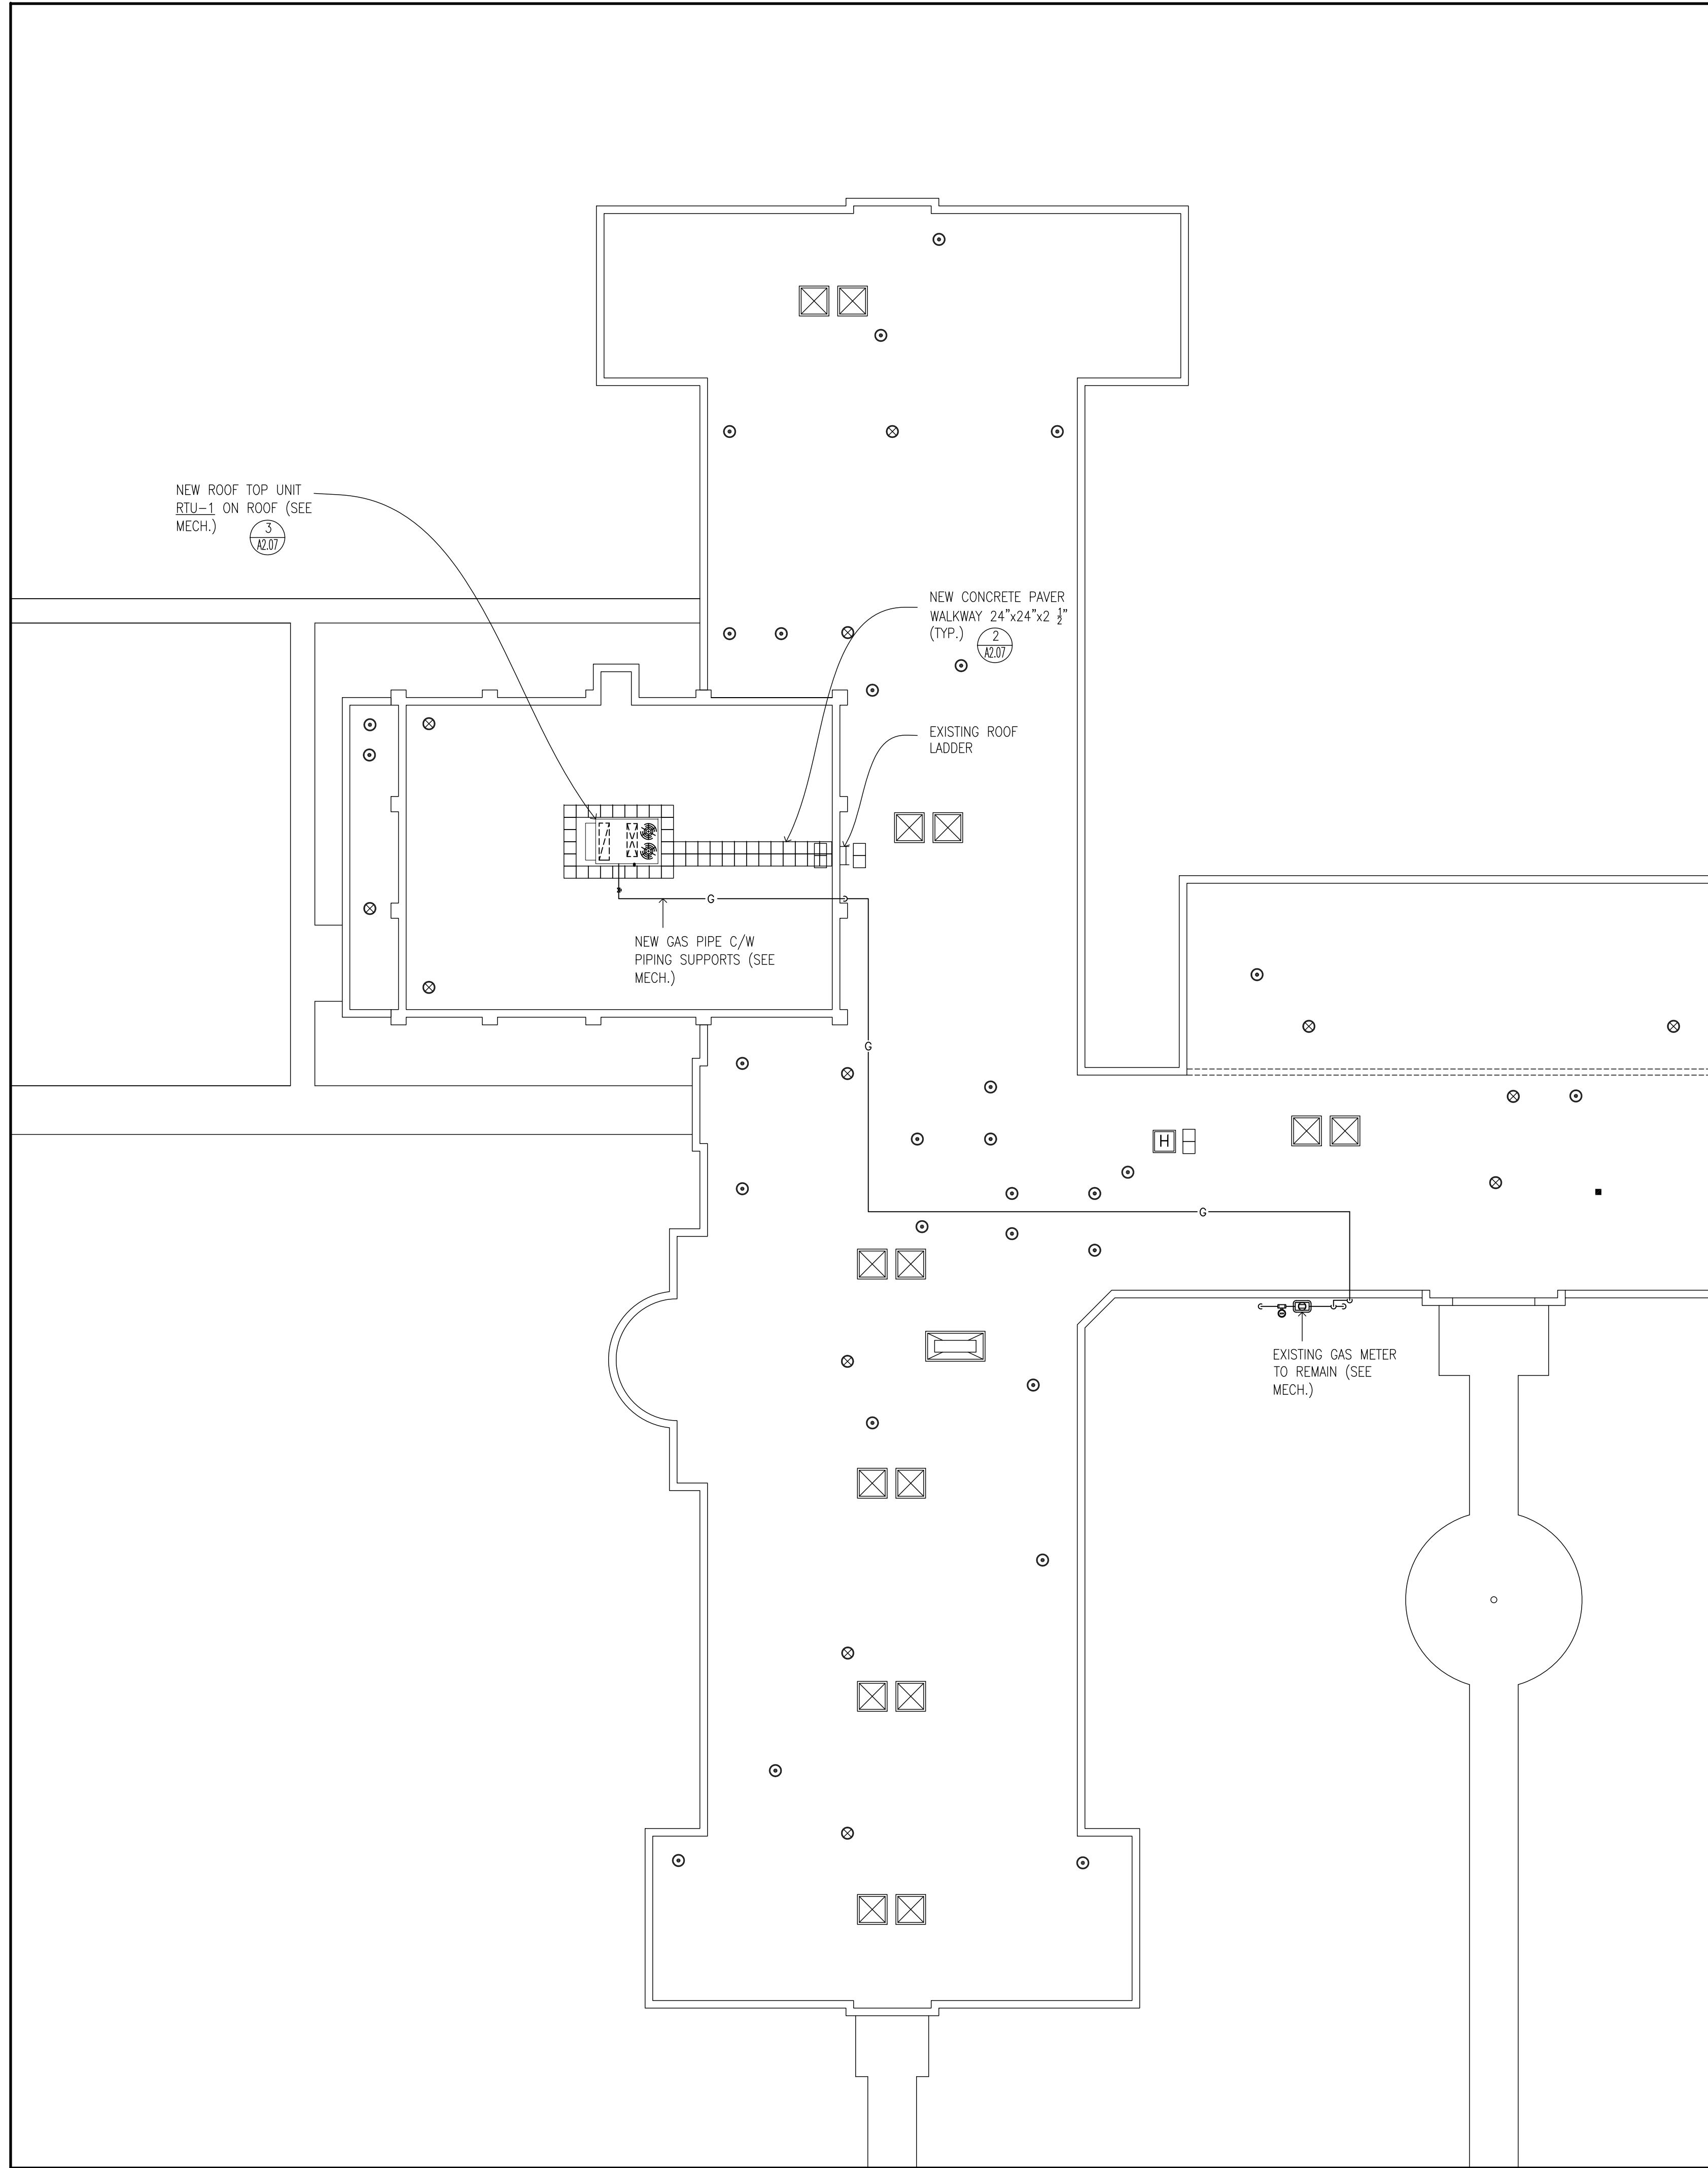 NEW ROOF TOP UNIT
RTU-1 ON ROOF (SEE
MECH.)
3
A2.07
NEW CONCRETE PAVER
WALKWAY 24"x24"x2 1/2"
(TYP.)
2
A2.07
EXISTING ROOF
LADDER
G
NEW GAS PIPE C/W
PIPING SUPPORTS (SEE
MECH.)
G
H
G
EXISTING GAS METER
TO REMAIN (SEE
MECH.)